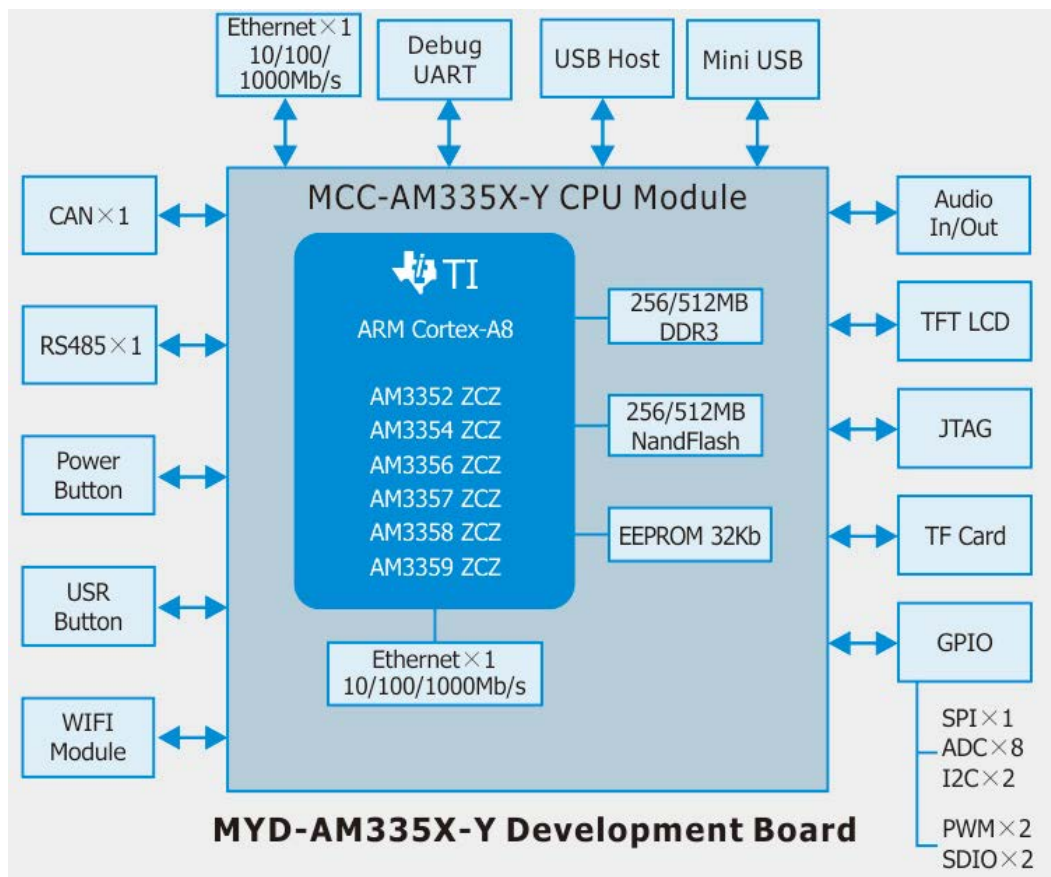 Ethernet×1
10/100/
1000Mb/s
Debug
UART
USB Host
Mini USB
MCC-AM335X-Y CPU Module
CAN×1
RS485×1
Power
Button
USR
Button
WIFI
Module
TI
ARM Cortex-A8
AM3352 ZCZ
AM3354 ZCZ
AM3356 ZCZ
AM3357 ZCZ
AM3358 ZCZ
AM3359 ZCZ
256/512MB
DDR3
256/512MB
NandFlash
EEPROM 32Kb
Ethernet×1
10/100/1000Mb/s
Audio
In/Out
TFT LCD
JTAG
TF Card
GPIO
SPI×1
ADC×8
I2C×2
PWM×2
SDIO×2
MYD-AM335X-Y Development Board